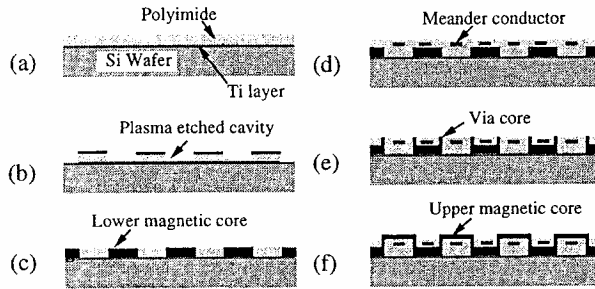 Polyimide
(a)
Si Wafer
Ti layer
Plasma etched cavity
(b)
Lower magnetic core
(c)
Meander conductor
(d)
Via core
(e)
Upper magnetic core
(f)